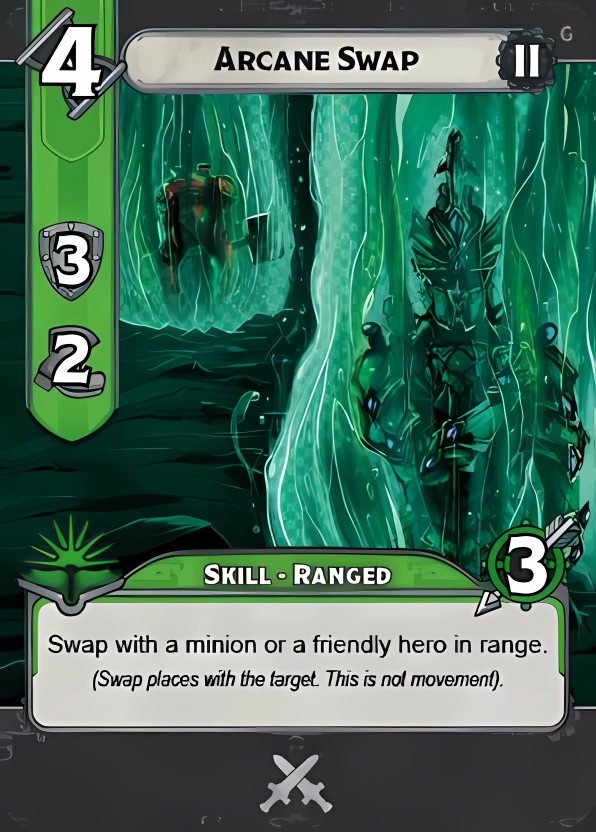 4
ARCANE SWAP
II
G
3
2
SKILL - RANGED
3
Swap with a minion or a friendly hero in range.
(Swap places with the target. This is not movement).